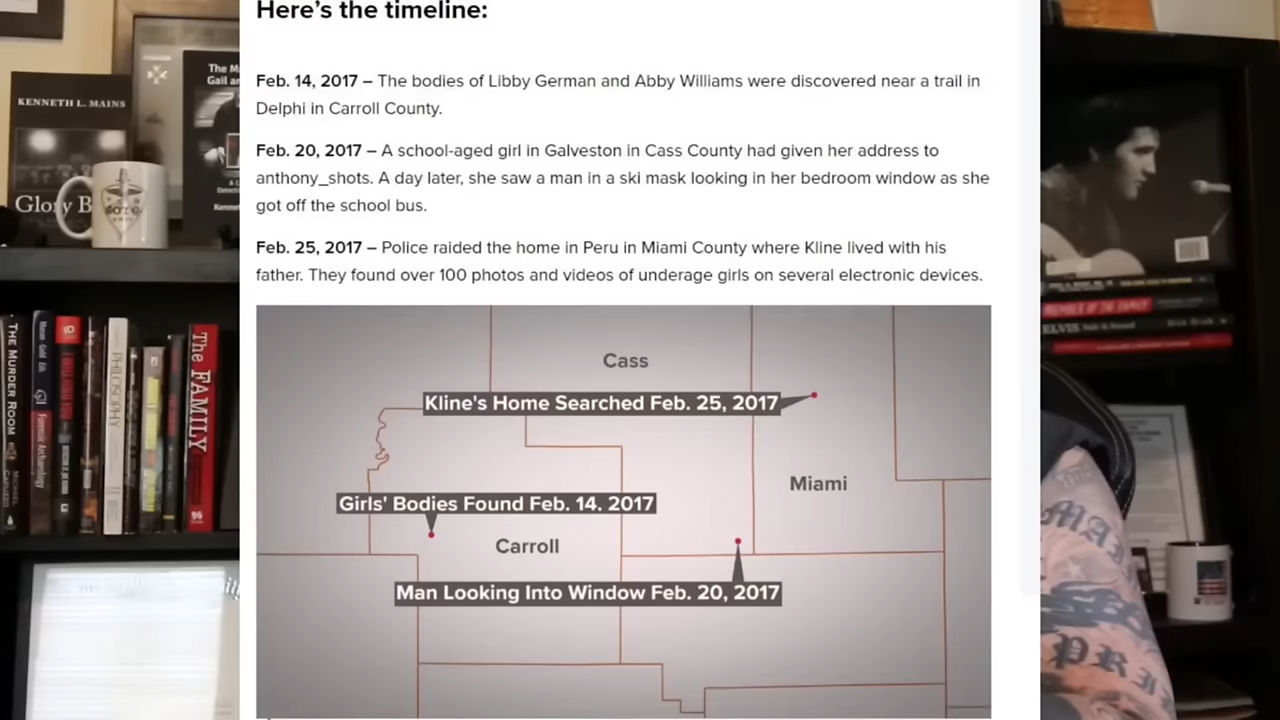 Here’s the timeline:
Feb. 14, 2017 – The bodies of Libby German and Abby Williams were discovered near a trail in
Delphi in Carroll County.
Feb. 20, 2017 – A school-aged girl in Galveston in Cass County had given her address to
anthony_shots. A day later, she saw a man in a ski mask looking in her bedroom window as she
got off the school bus.
Feb. 25, 2017 – Police raided the home in Peru in Miami County where Kline lived with his
father. They found over 100 photos and videos of underage girls on several electronic devices.
Cass
Kline's Home Searched Feb. 25, 2017
Miami
Girls' Bodies Found Feb. 14. 2017
Carroll
Man Looking Into Window Feb. 20, 2017
KENNETH L. MAINS
Glory B
The M
Gail a
THE MURDER ROOM
PHILOSOPHY
The FAMILY
ELVIS